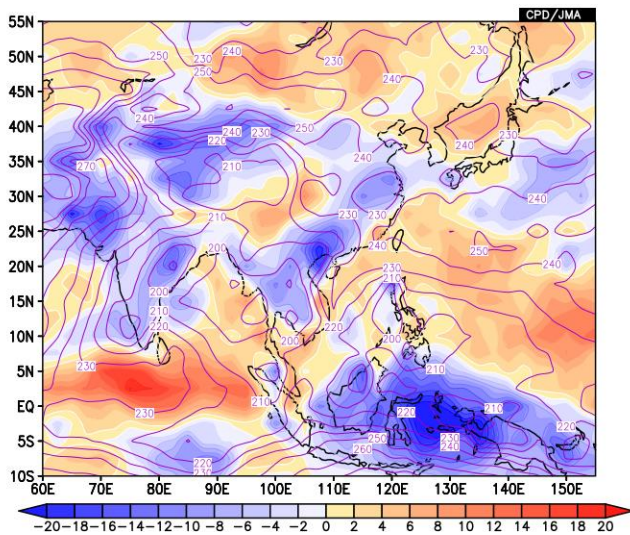 CPD/JMA
55N
50N
45N
40N
35N
30N
25N
20N
15N
10N
5N
EQ
5S
10S
60E 70E 80E 90E 100E 110E 120E 130E 140E 150E
250 230 240 250 240 230
240 240 220 230 250 230 230
270 210 210 230 240
200 240 250 240
200 210 220 230 210 220 200 200
230 210 210
230 220 210 220
250 260 230 240
220 210
-20 -18 -16 -14 -12 -10 -8 -6 -4 -2 0 2 4 6 8 10 12 14 16 18 20